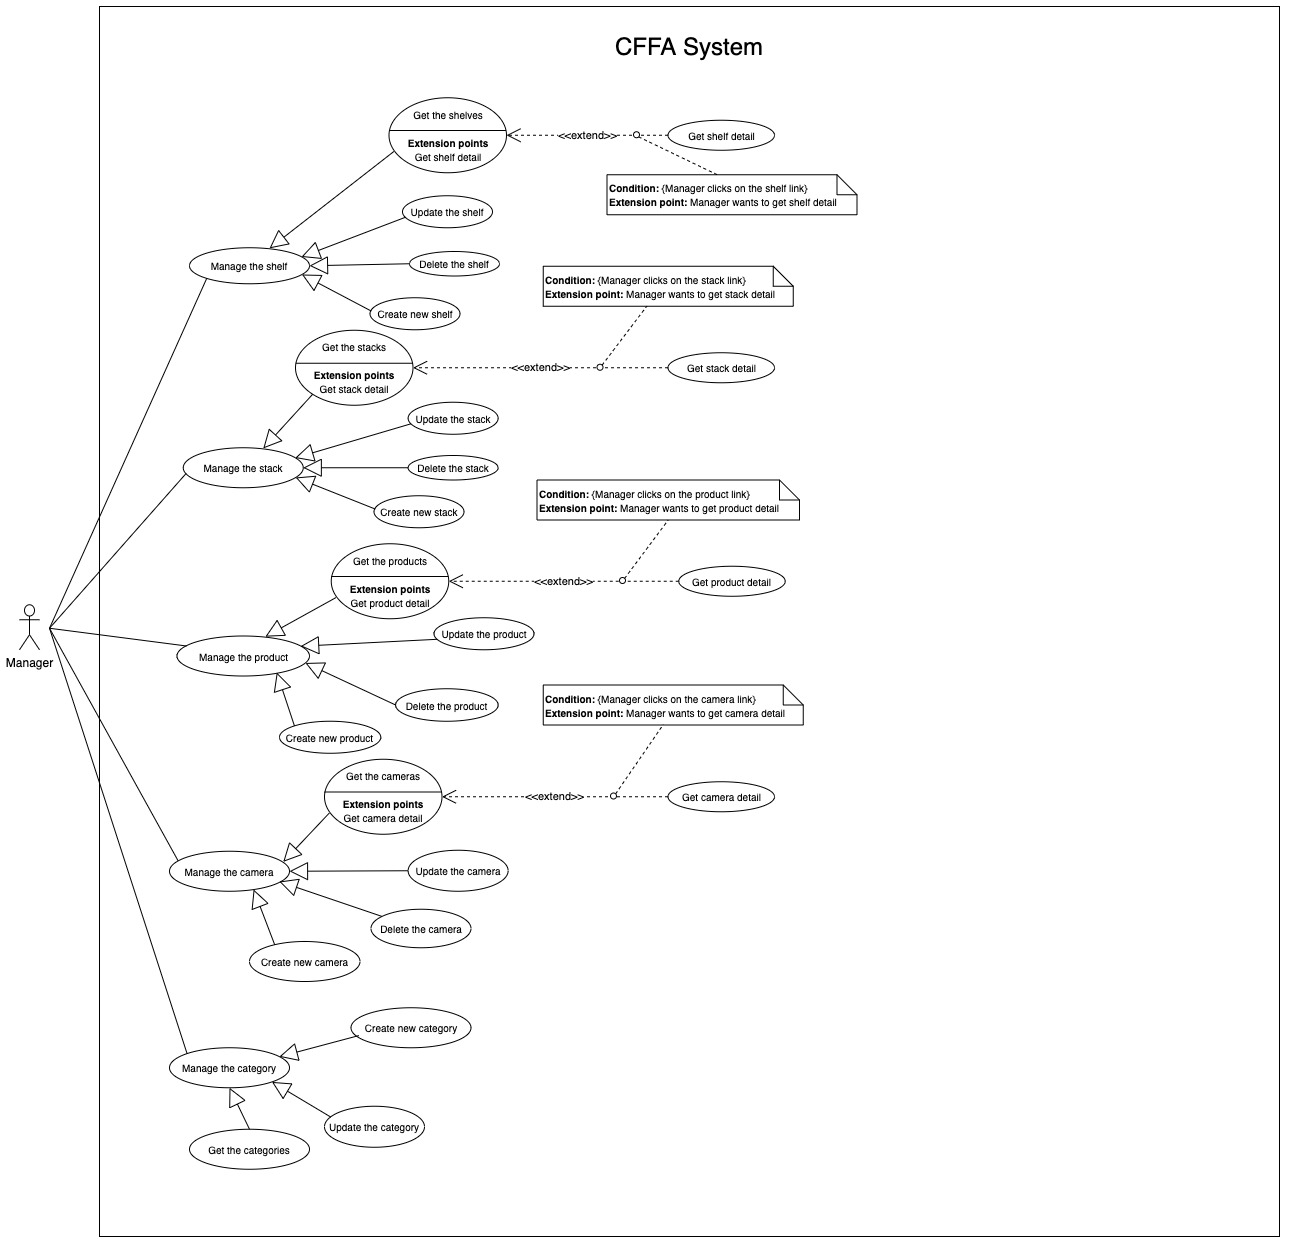 CFFA System
Get the shelves
Extension points
Get shelf detail
<<extend>>
Get shelf detail
Condition: {Manager clicks on the shelf link}
Extension point: Manager wants to get shelf detail
Update the shelf
Manage the shelf
Delete the shelf
Create new shelf
Condition: {Manager clicks on the stack link}
Extension point: Manager wants to get stack detail
Get the stacks
Extension points
Get stack detail
<<extend>>
Get stack detail
Update the stack
Manage the stack
Delete the stack
Create new stack
Condition: {Manager clicks on the product link}
Extension point: Manager wants to get product detail
Get the products
Extension points
Get product detail
<<extend>>
Get product detail
Manager
Update the product
Manage the product
Delete the product
Create new product
Condition: {Manager clicks on the camera link}
Extension point: Manager wants to get camera detail
Get the cameras
Extension points
Get camera detail
<<extend>>
Get camera detail
Manage the camera
Update the camera
Delete the camera
Create new camera
Create new category
Manage the category
Update the category
Get the categories